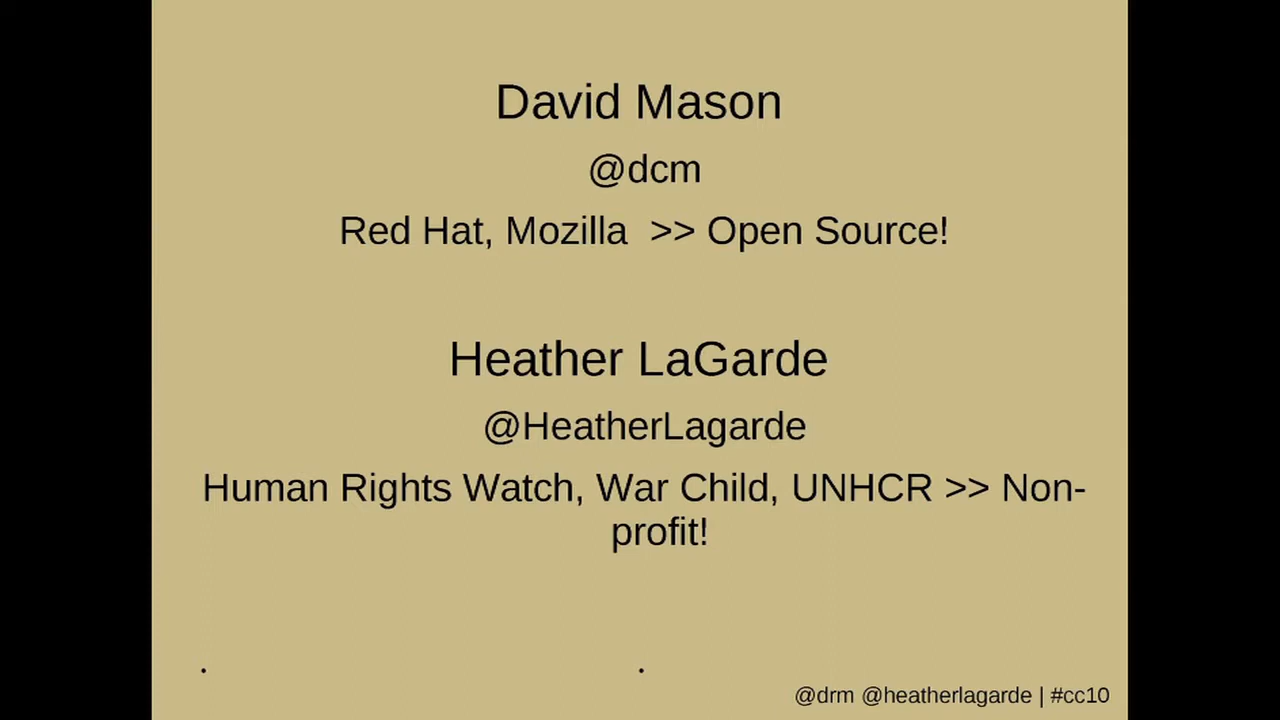 David Mason
@dcm
Red Hat, Mozilla  >> Open Source!
Heather LaGarde
@HeatherLagarde
Human Rights Watch, War Child, UNHCR >> Non-
profit!
@drm @heatherlagarde | #cc10